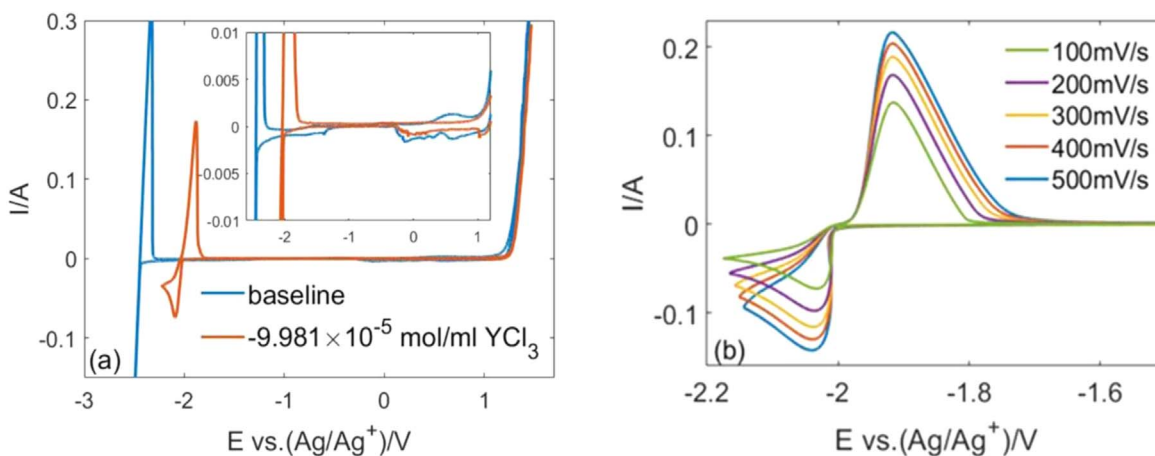 0.3
0.2
0.1
0
-0.1
I/A
0.01
0.005
0
-0.005
-0.01
-2
-1
0
1
baseline
-9.981×10⁻⁵ mol/ml YCl₃
(a)
-3
-2
-1
0
1
E vs.(Ag/Ag⁺)/V
0.2
0.1
0
-0.1
I/A
100mV/s
200mV/s
300mV/s
400mV/s
500mV/s
(b)
-2.2
-2
-1.8
-1.6
E vs.(Ag/Ag⁺)/V